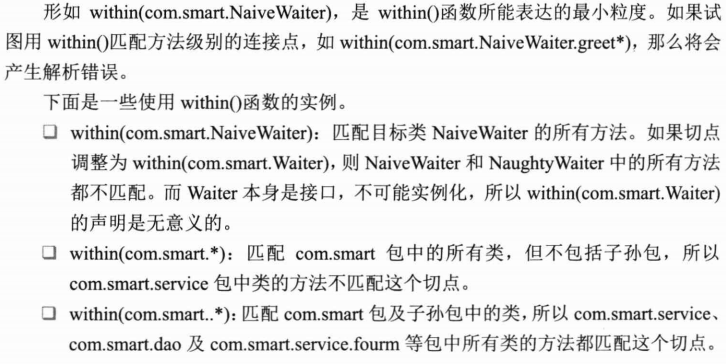 形如 within(com.smart.NaiveWaiter)，是 within()函数所能表达的最小粒度。如果试
图用 within()匹配方法级别的连接点，如 within(com.smart.NaiveWaiter.greet*)，那么将会
产生解析错误。
下面是一些使用 within()函数的实例。
❑ within(com.smart.NaiveWaiter)：匹配目标类 NaiveWaiter 的所有方法。如果切点
调整为 within(com.smart.Waiter)，则 NaiveWaiter 和 NaughtyWaiter 中的所有方法
都不匹配。而 Waiter 本身是接口，不可能实例化，所以 within(com.smart.Waiter)
的声明是无意义的。
❑ within(com.smart.*)：匹配 com.smart 包中的所有类，但不包括子孙包，所以
com.smart.service 包中类的方法不匹配这个切点。
❑ within(com.smart..*)：匹配 com.smart 包及子孙包中的类，所以 com.smart.service、
com.smart.dao 及 com.smart.service.fourm 等包中所有类的方法都匹配这个切点。